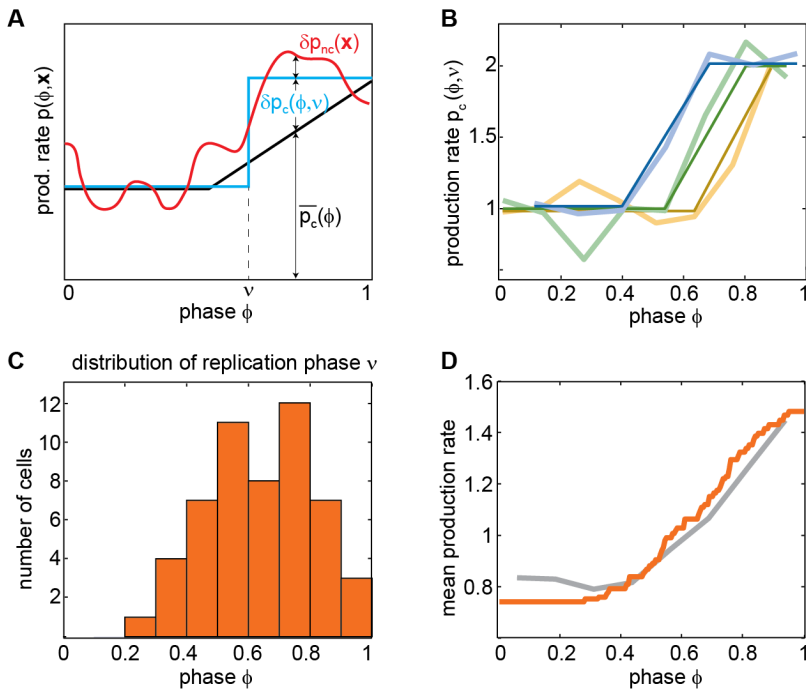 A
prod. rate p(ϕ,x)
δp_nc(x)
δp_c(ϕ,ν)
p_c(ϕ)
0
ν
1
phase ϕ
B
production rate p_c(ϕ,ν)
2
1.5
1
0
0.2
0.4
0.6
0.8
1
phase ϕ
C
distribution of replication phase ν
number of cells
12
10
8
6
4
2
0
0.2
0.4
0.6
0.8
1
phase ϕ
D
mean production rate
1.6
1.4
1.2
1
0.8
0
0.2
0.4
0.6
0.8
1
phase ϕ